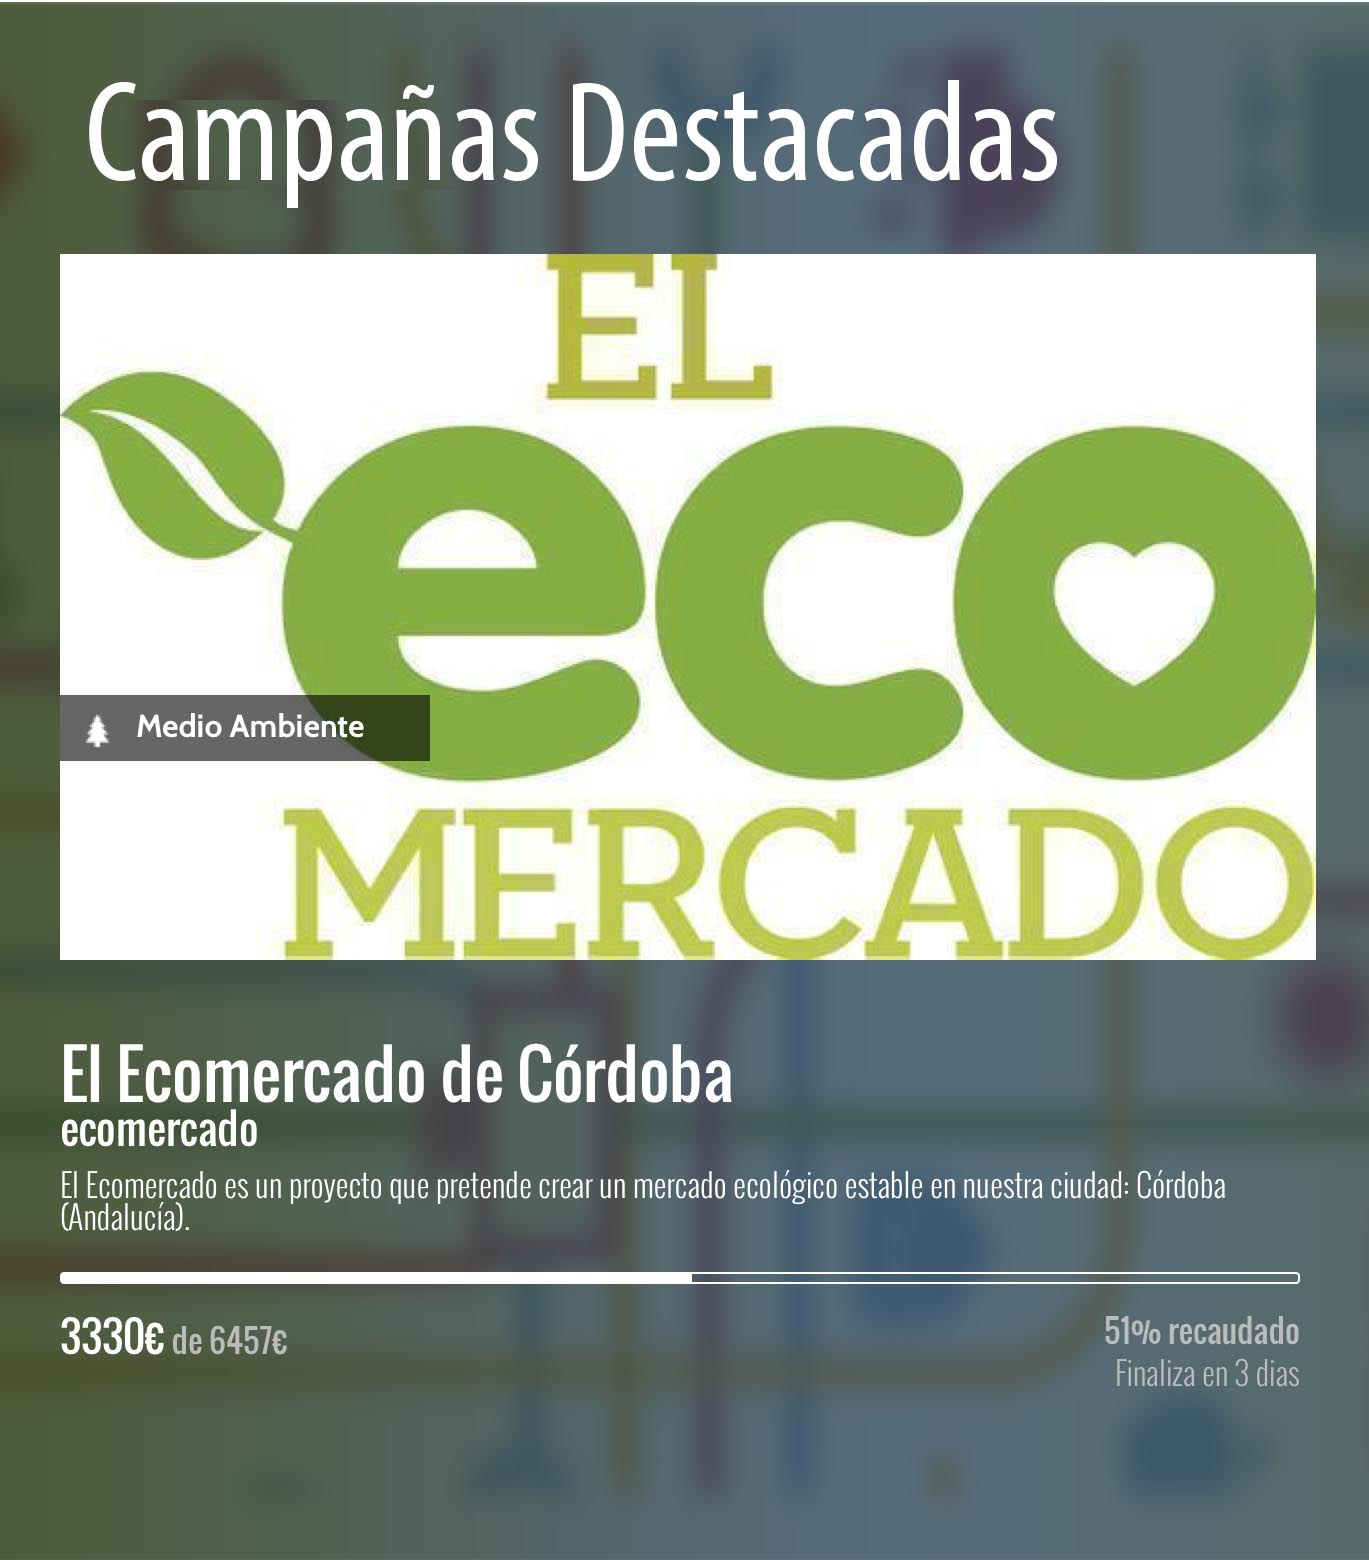 Campañas Destacadas
EL
eco
Medio Ambiente
MERCADO
El Ecomercado de Córdoba
ecomercado
El Ecomercado es un proyecto que pretende crear un mercado ecológico estable en nuestra ciudad: Córdoba
(Andalucía).
3330€ de 6457€
51% recaudado
Finaliza en 3 dias